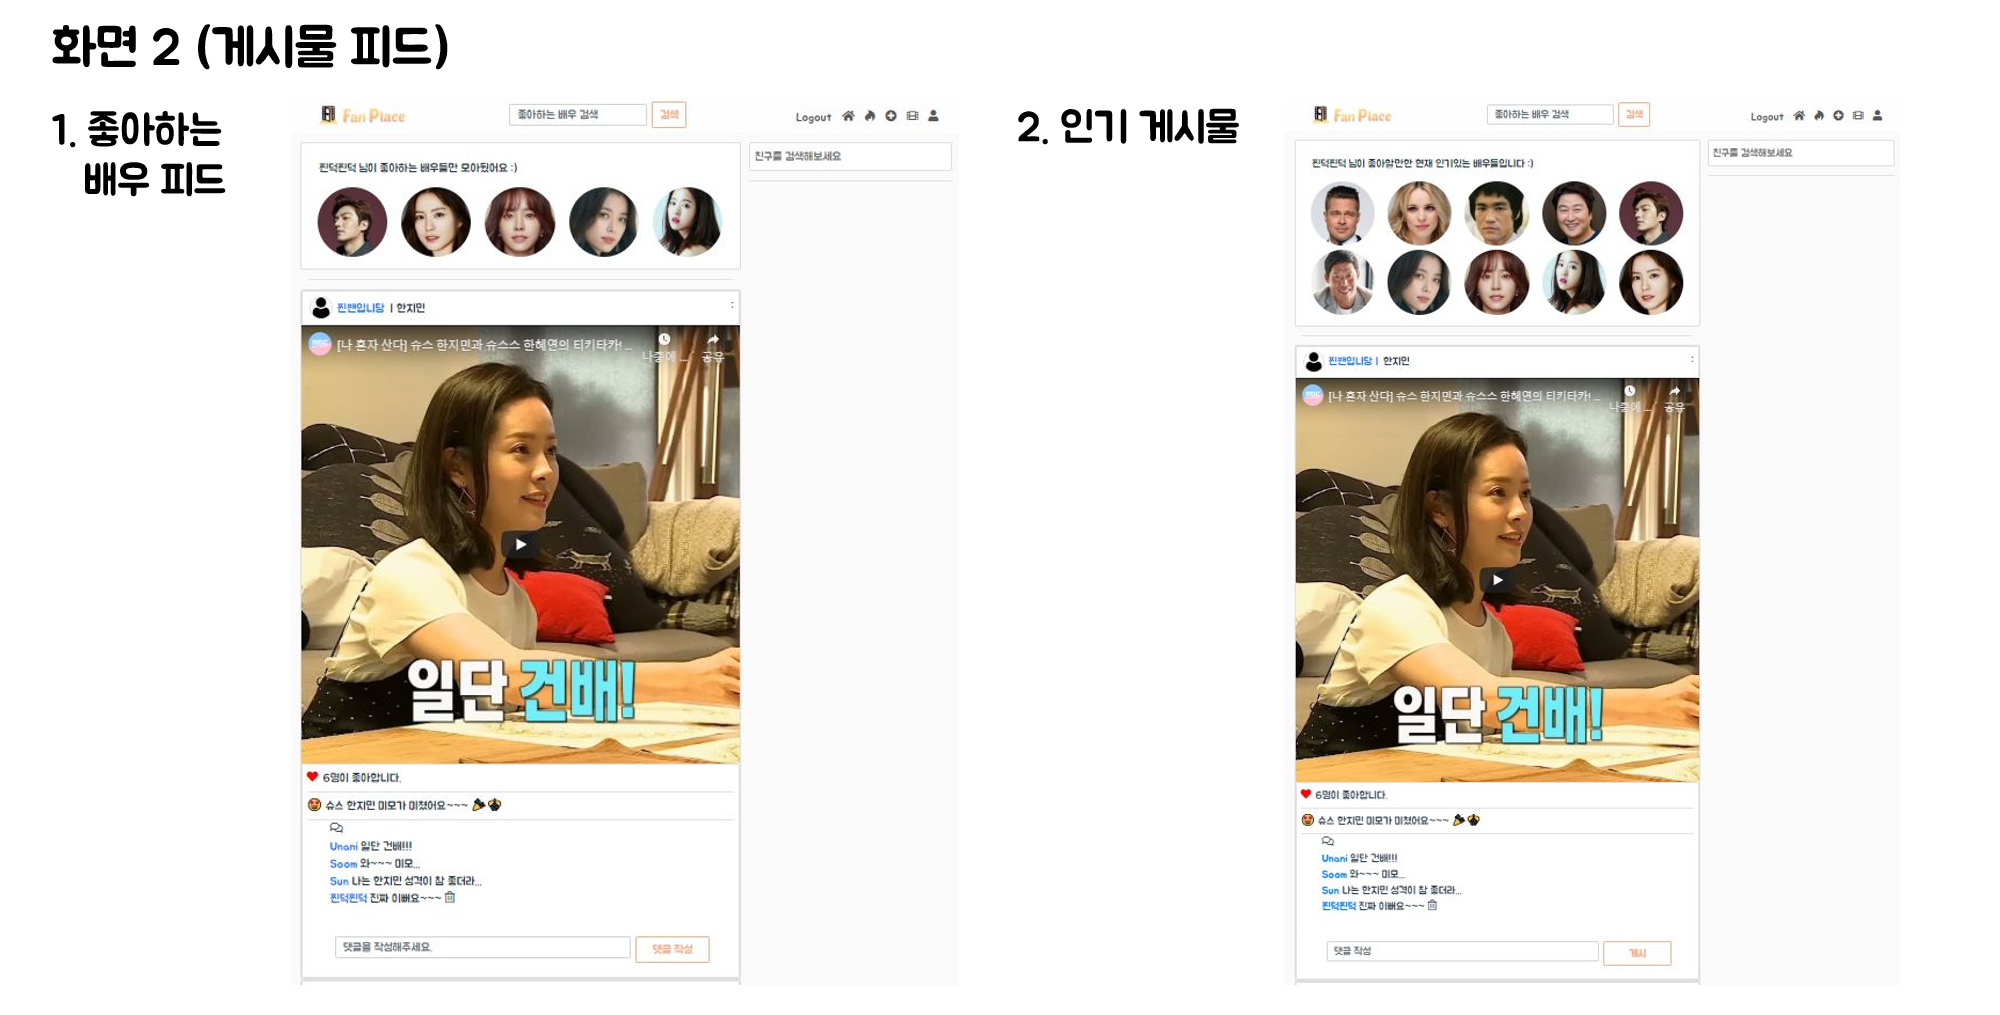 화면 2 (게시물 피드)
1. 좋아하는
배우 피드
Fan Place
좋아하는 배우 검색
검색
Logout
찐덕찐덕 님이 좋아하는 배우들만 모아뒀어요 :)
친구를 검색해보세요
찐팬입니당 | 한지민
[나 혼자 산다] 슈스 한지민과 슈스스 한혜연의 티키타카! ...
나중에 ...
공유
일단 건배!
6명이 좋아합니다.
슈스 한지민 미모가 미쳤어요~~~
Unani 일단 건배!!!
Soom 와~~~ 미모...
Sun 나는 한지민 성격이 참 좋더라...
찐덕찐덕 진짜 이뻐요~~~
댓글을 작성해주세요.
댓글 작성
2. 인기 게시물
Fan Place
좋아하는 배우 검색
검색
Logout
찐덕찐덕 님이 좋아할만한 현재 인기있는 배우들입니다 :)
친구를 검색해보세요
찐팬입니당 | 한지민
[나 혼자 산다] 슈스 한지민과 슈스스 한혜연의 티키타카! ...
나중에 ...
공유
일단 건배!
6명이 좋아합니다.
슈스 한지민 미모가 미쳤어요~~~
Unani 일단 건배!!!
Soom 와~~~ 미모...
Sun 나는 한지민 성격이 참 좋더라...
찐덕찐덕 진짜 이뻐요~~~
댓글 작성
게시